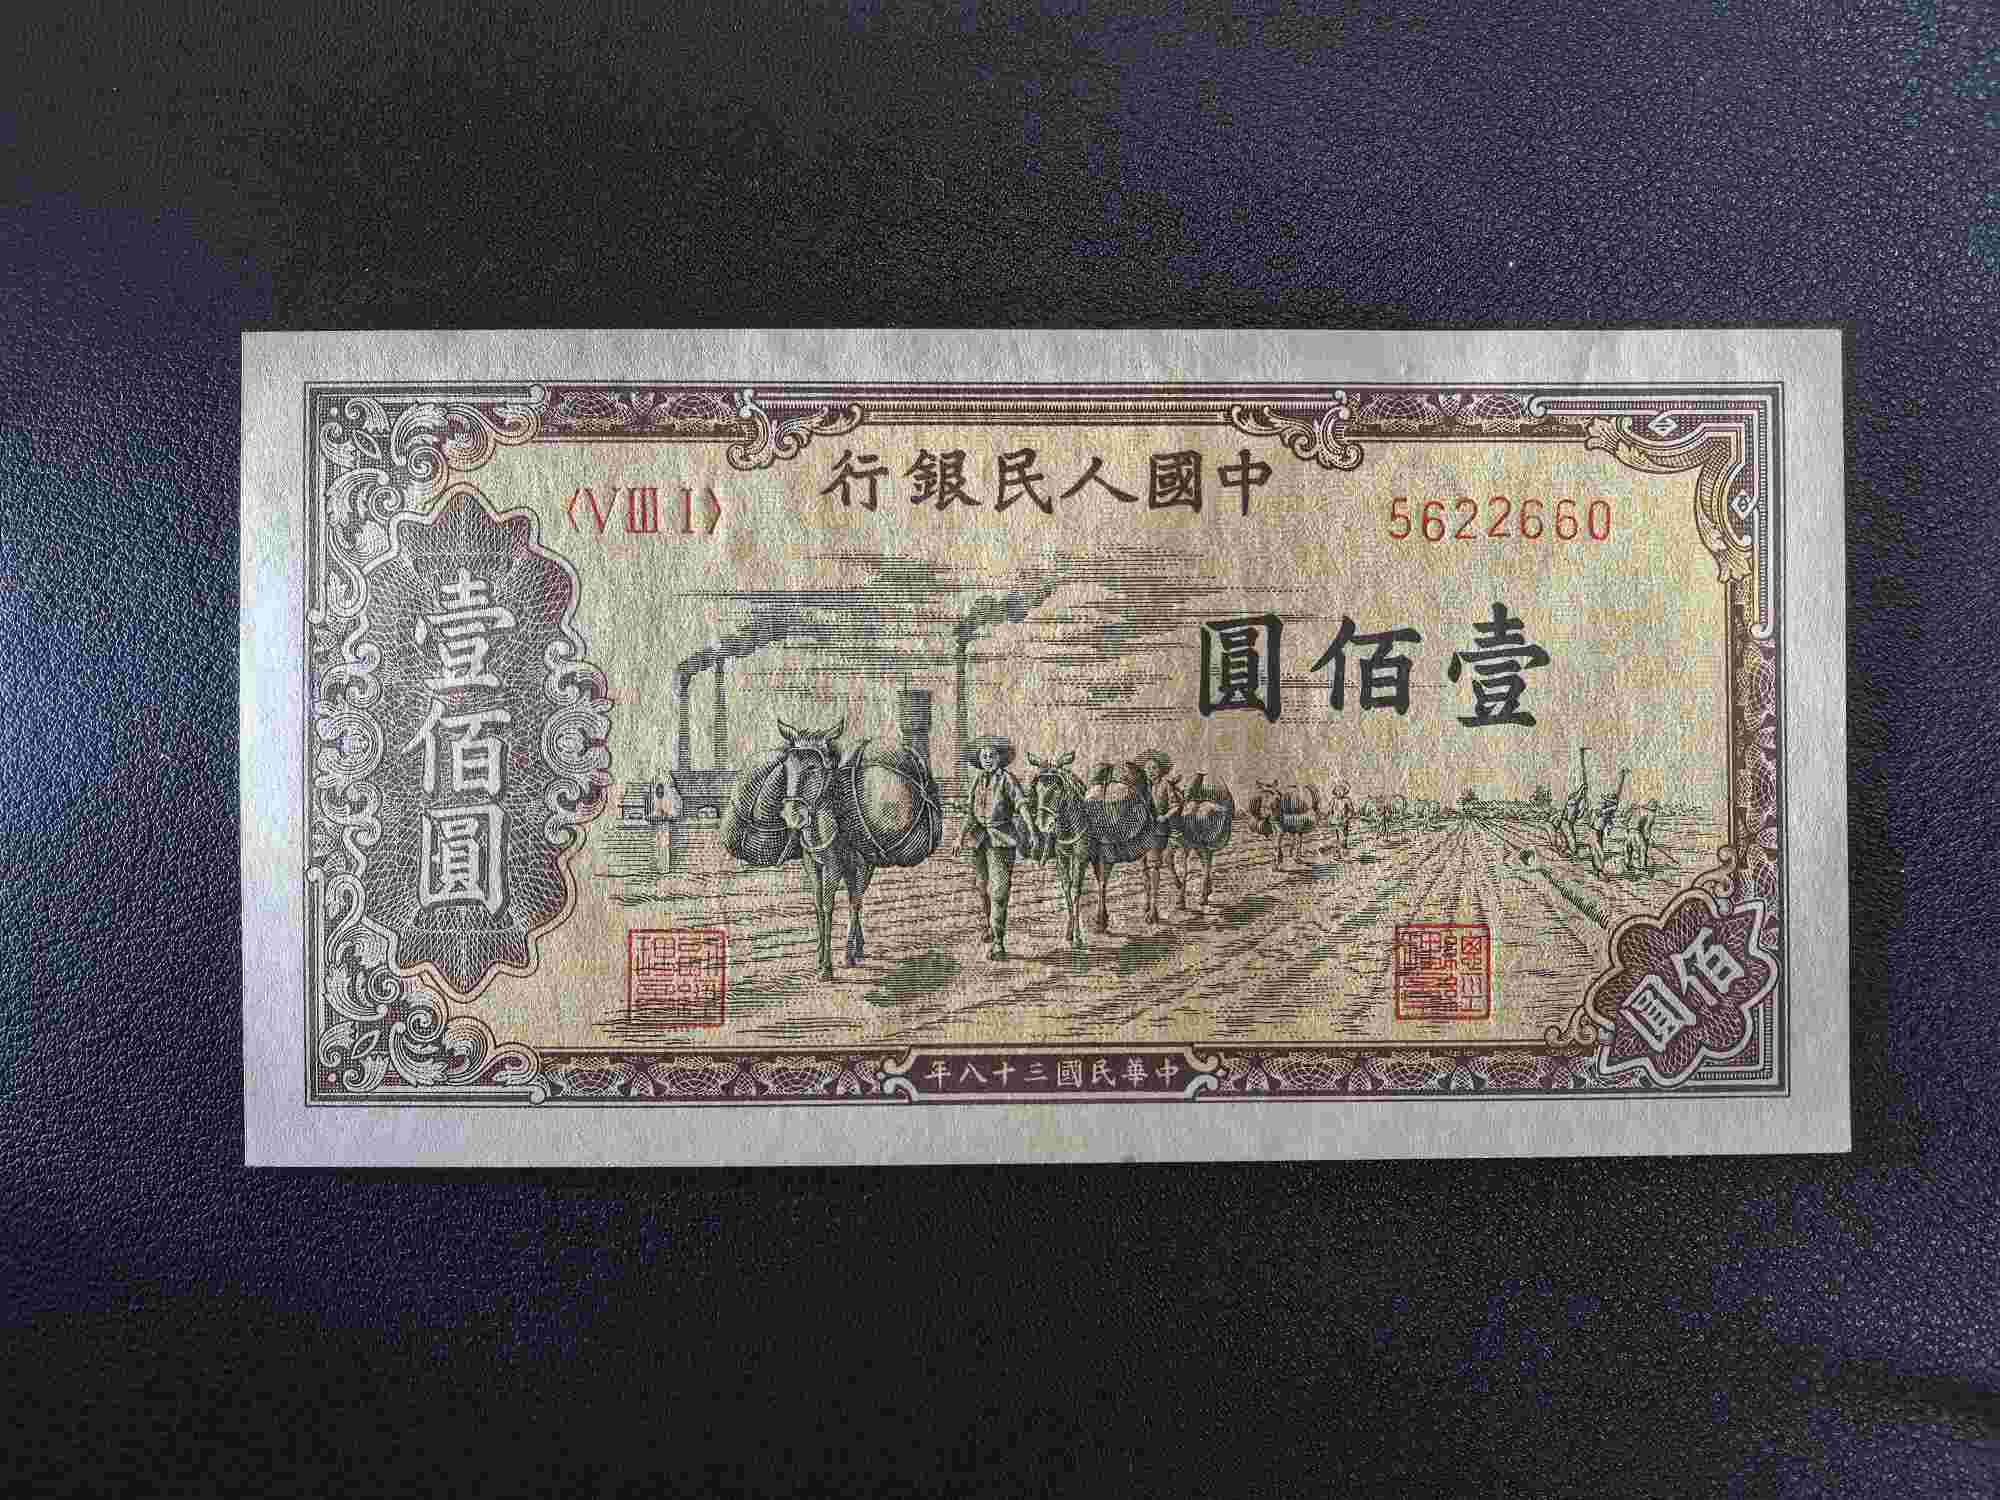 中國人民銀行
〈VIII I〉
5622660
壹佰圓
壹佰圓
佰圓
中華民國三十八年